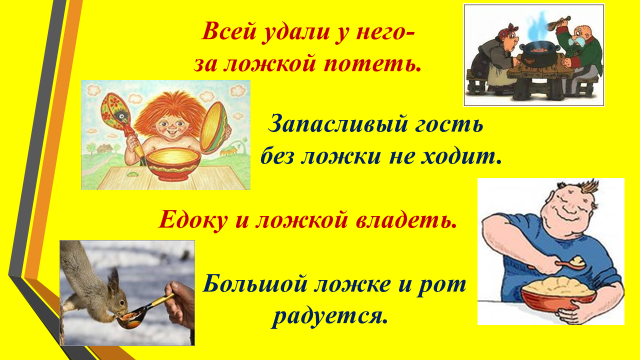 Всей удали у него-
за ложкой потеть.
Запасливый гость
без ложки не ходит.
Едоку и ложкой владеть.
Большой ложке и рот
радуется.